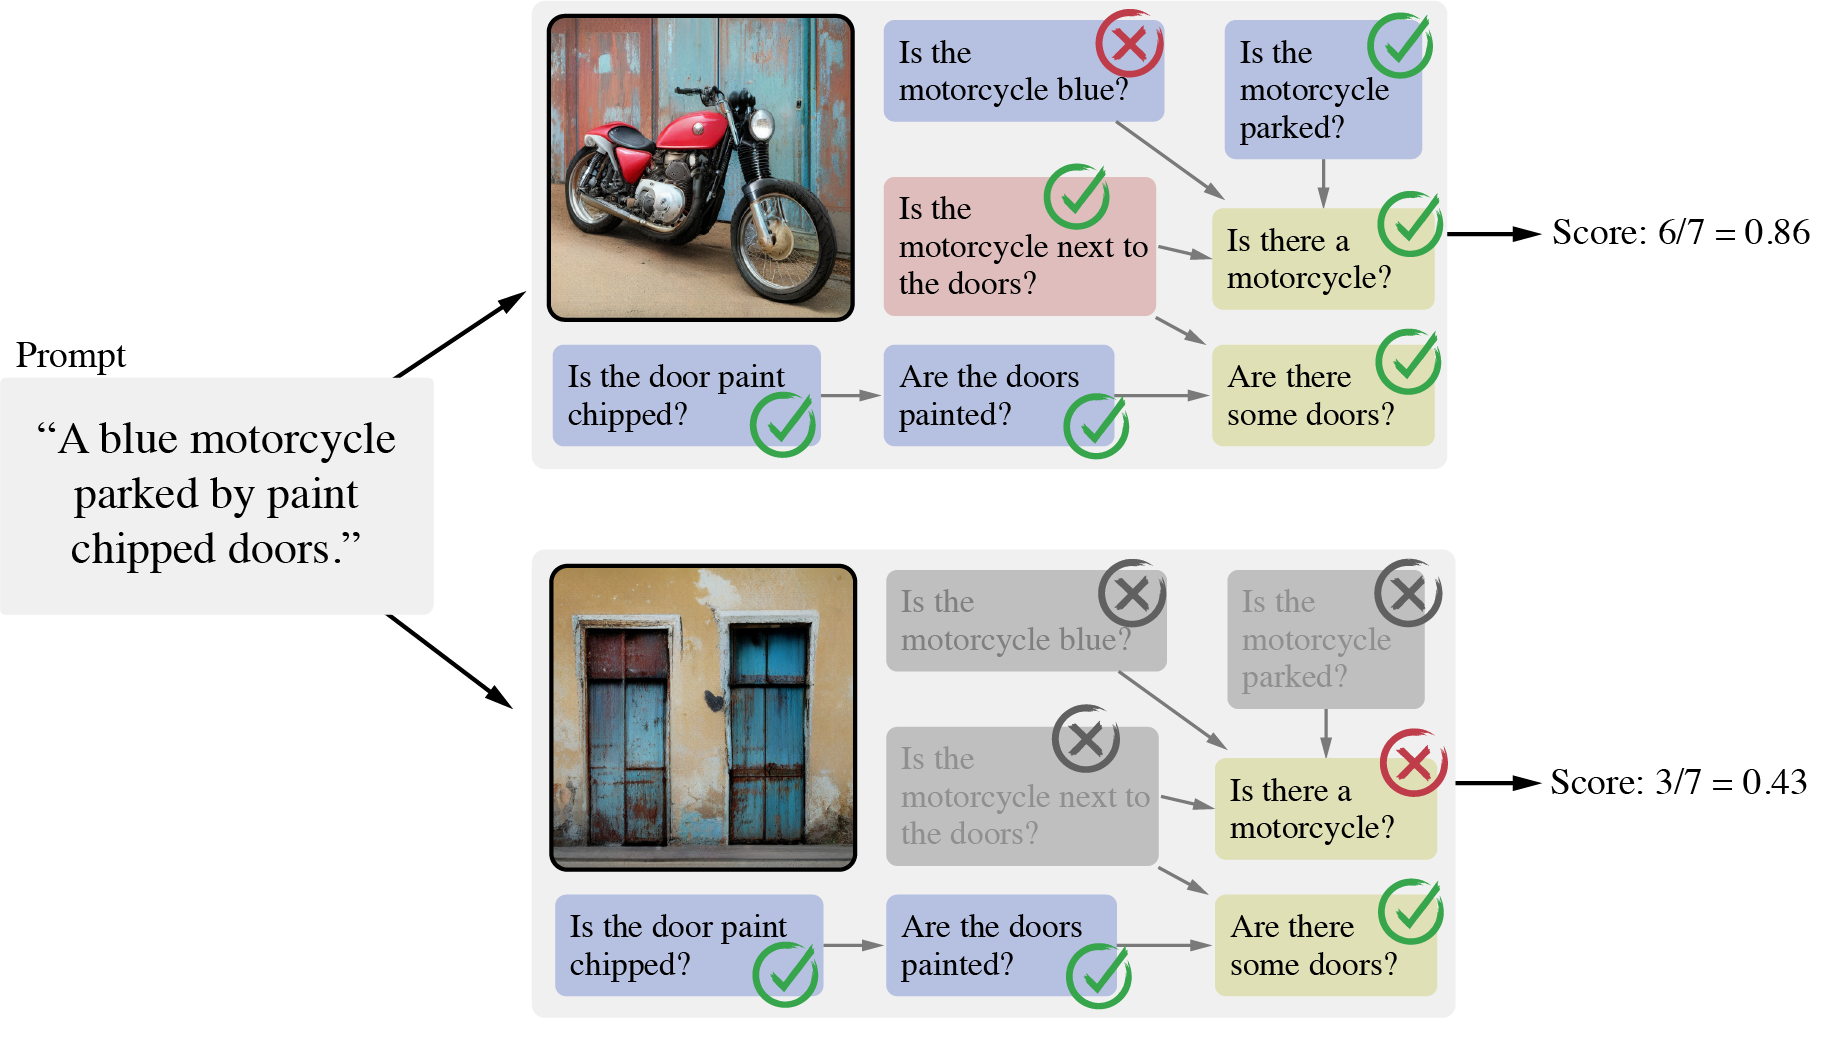 Prompt
“A blue motorcycle
parked by paint
chipped doors.”
Is the
motorcycle blue?
Is the
motorcycle
parked?
Is the
motorcycle next to
the doors?
Is there a
motorcycle?
Is the door paint
chipped?
Are the doors
painted?
Are there
some doors?
Score: 6/7 = 0.86
Is the
motorcycle blue?
Is the
motorcycle
parked?
Is the
motorcycle next to
the doors?
Is there a
motorcycle?
Is the door paint
chipped?
Are the doors
painted?
Are there
some doors?
Score: 3/7 = 0.43